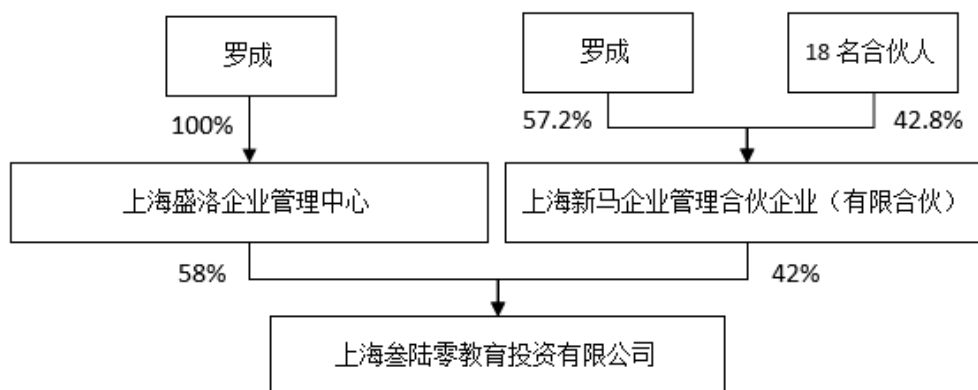 罗成
罗成
18 名合伙人
100%
57.2%
42.8%
上海盛洛企业管理中心
上海新马企业管理合伙企业（有限合伙）
58%
42%
上海叁陆零教育投资有限公司